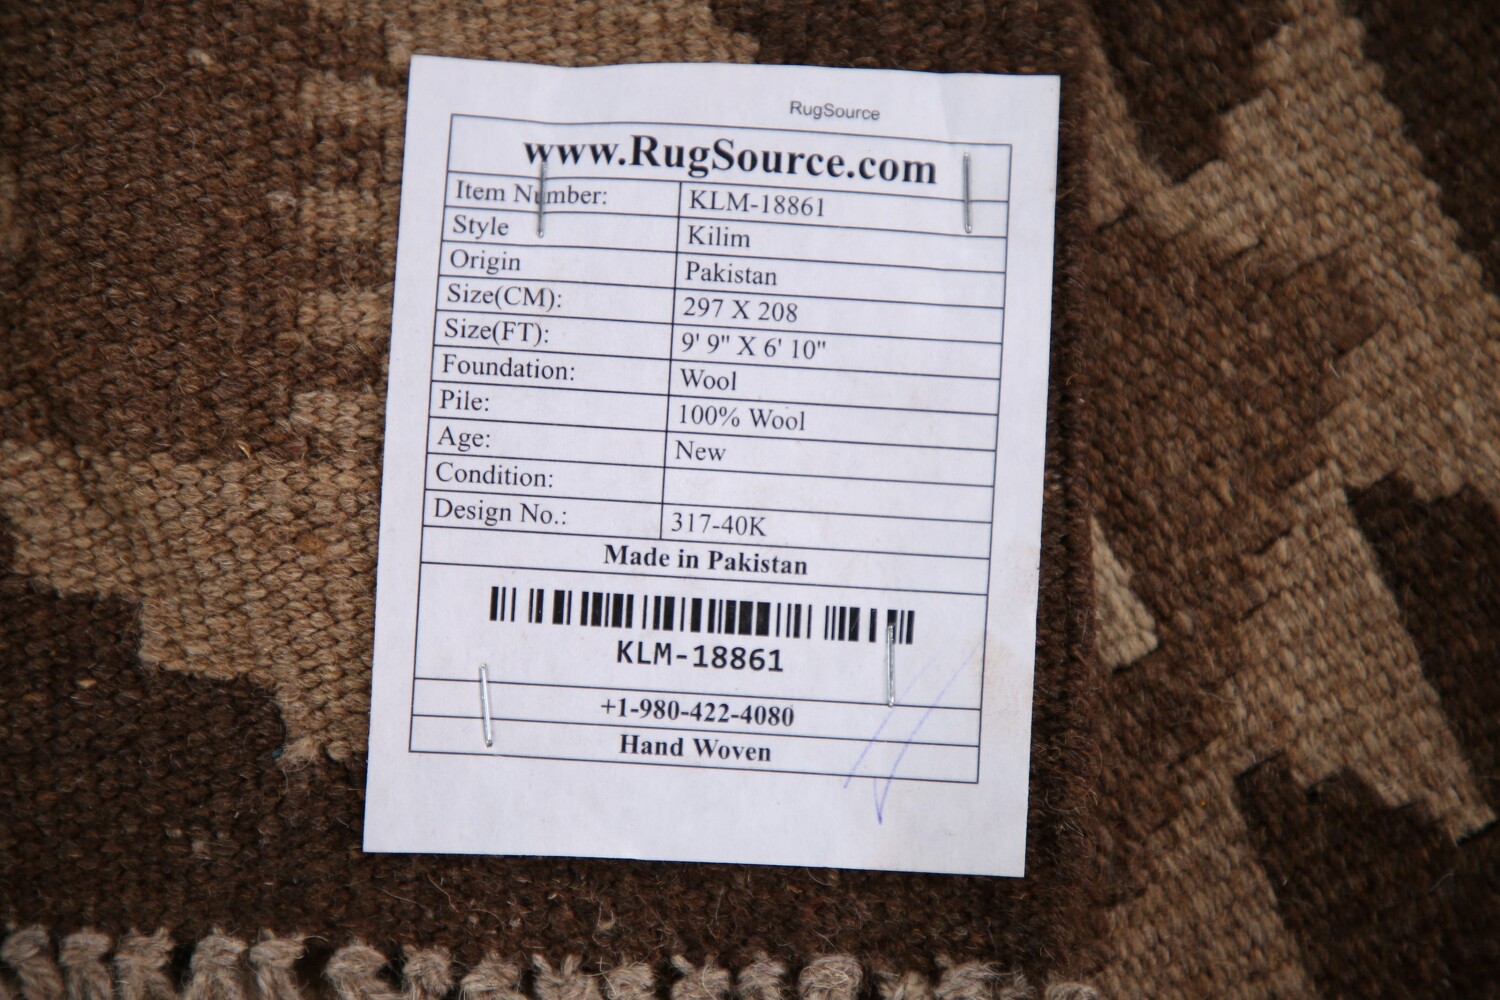 RugSource
www.RugSource.com
Item Number: KLM-18861
Style Kilim
Origin Pakistan
Size(CM): 297 X 208
Size(FT): 9' 9" X 6' 10"
Foundation: Wool
Pile: 100% Wool
Age: New
Condition:
Design No.: 317-40K
Made in Pakistan
KLM-18861
+1-980-422-4080
Hand Woven